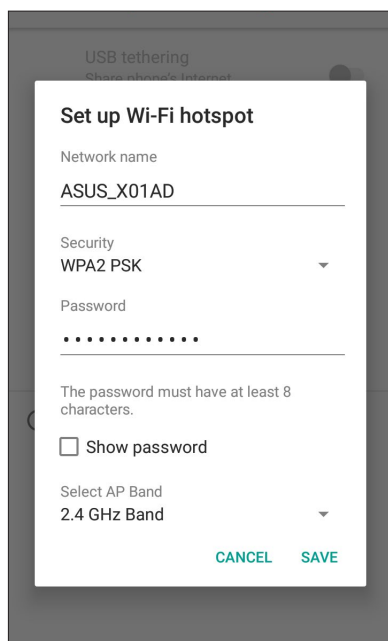 USB tethering
Share phone's Internet
Set up Wi-Fi hotspot
Network name
ASUS_X01AD
Security
WPA2 PSK
Password
••••••••••••
The password must have at least 8
characters.
Show password
Select AP Band
2.4 GHz Band
CANCEL SAVE